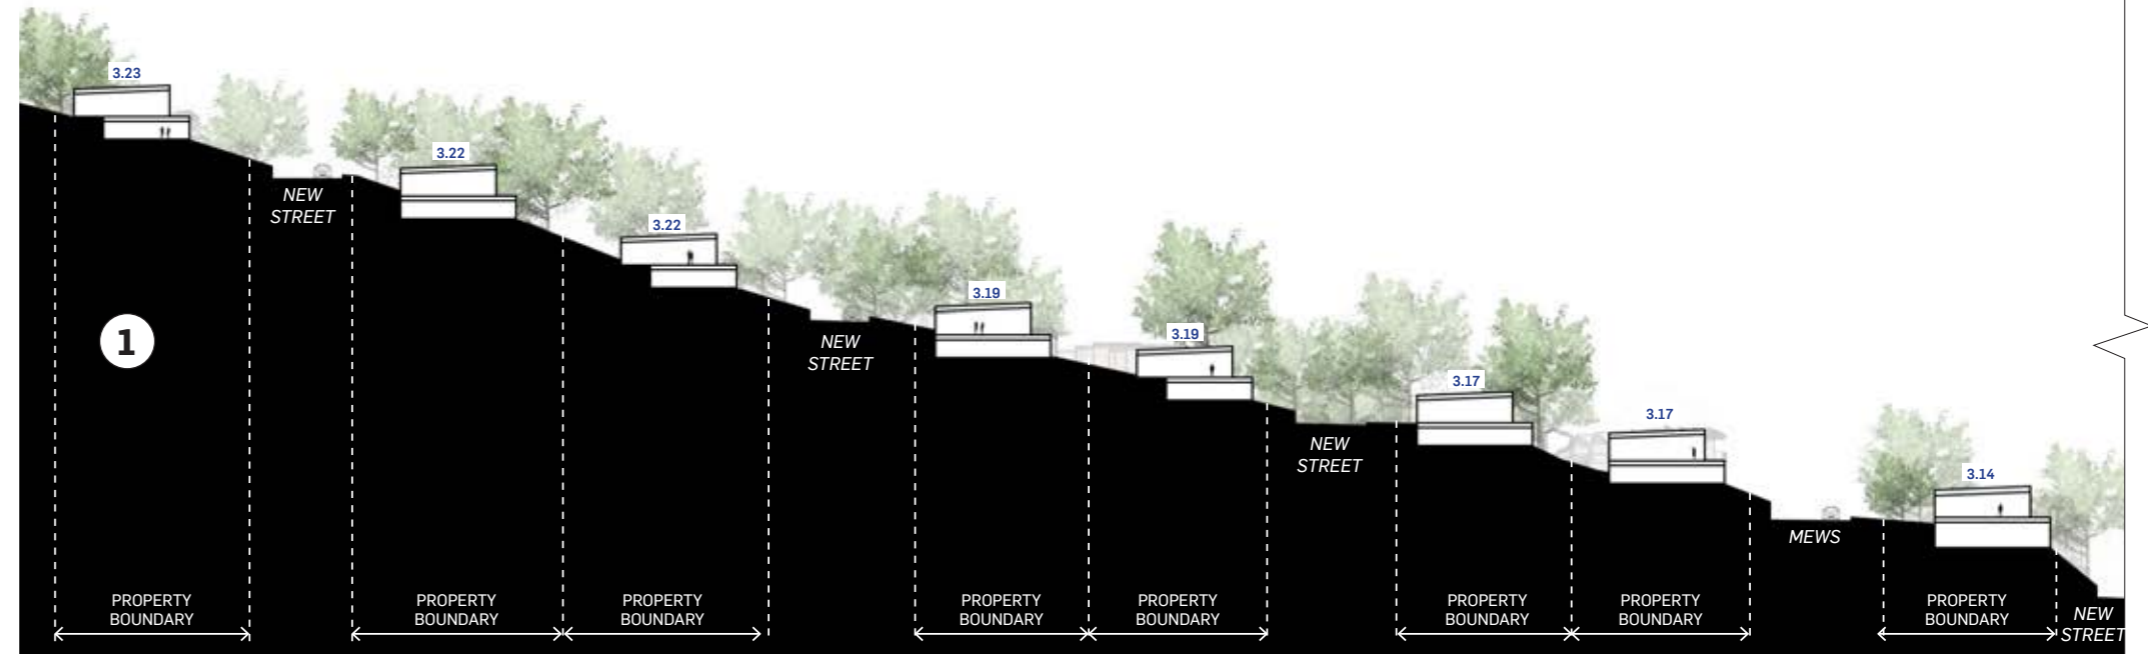 3.23
3.22
3.22
3.19
3.19
3.17
3.17
3.14
1
NEW
STREET
NEW
STREET
NEW
STREET
MEWS
NEW
STREET
PROPERTY
BOUNDARY
PROPERTY
BOUNDARY
PROPERTY
BOUNDARY
PROPERTY
BOUNDARY
PROPERTY
BOUNDARY
PROPERTY
BOUNDARY
PROPERTY
BOUNDARY
PROPERTY
BOUNDARY